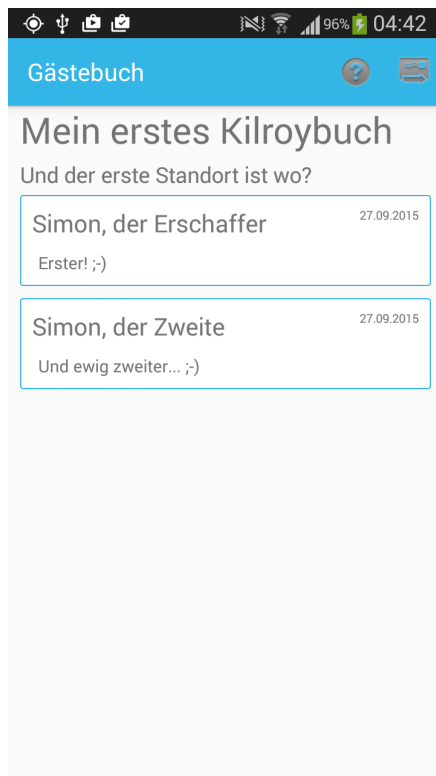 96% 04:42
Gästebuch
Mein erstes Kilroybuch
Und der erste Standort ist wo?
Simon, der Erschaffer 27.09.2015
Erster! ;-)
Simon, der Zweite 27.09.2015
Und ewig zweiter... ;-)